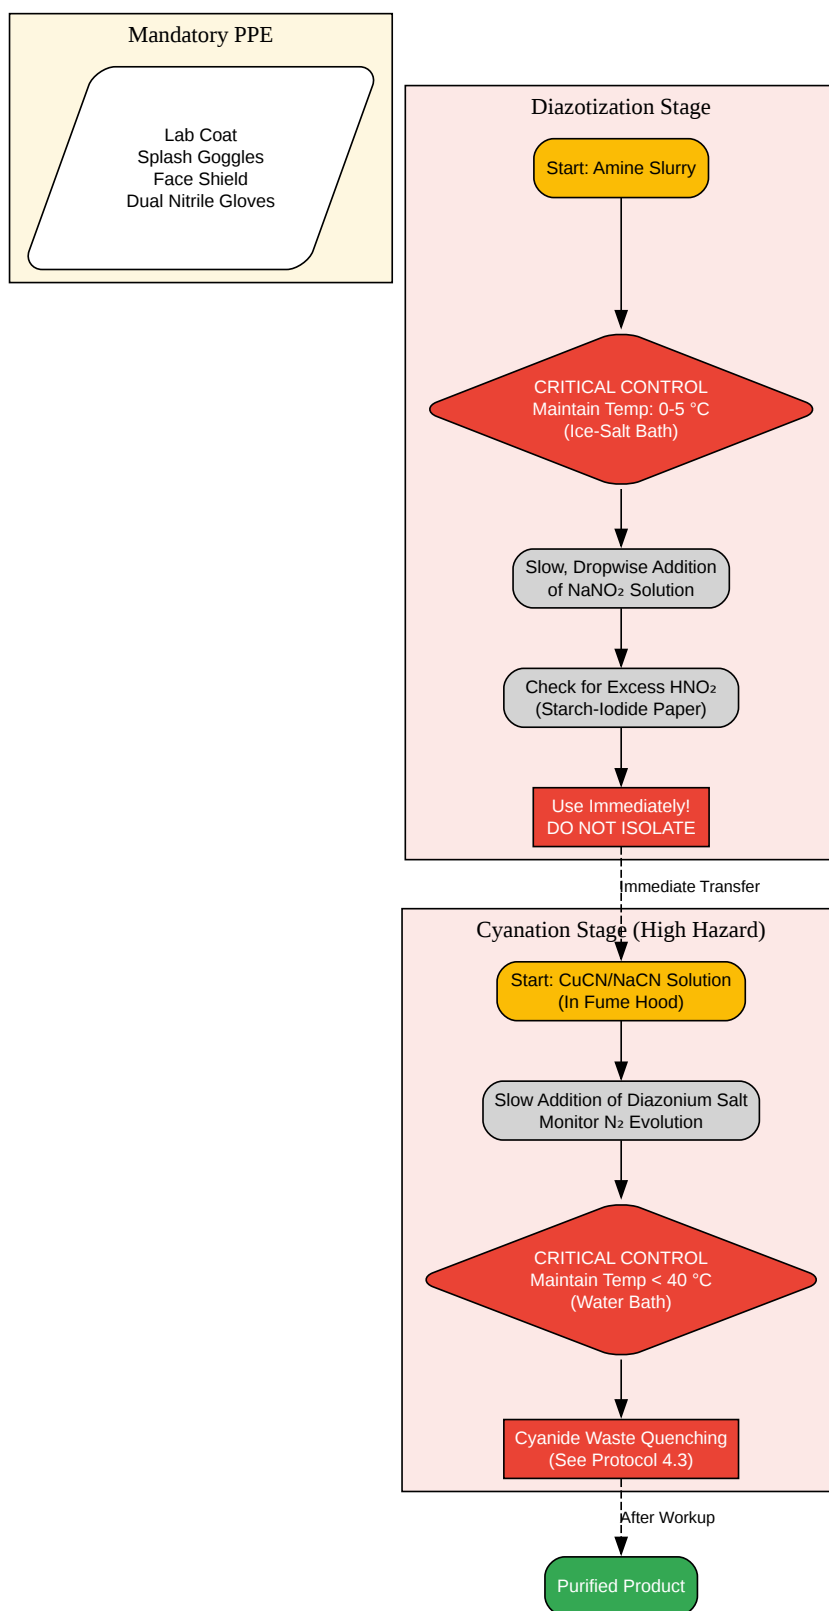 Mandatory PPE
Lab Coat
Splash Goggles
Face Shield
Dual Nitrile Gloves
Diazotization Stage
Start: Amine Slurry
CRITICAL CONTROL
Maintain Temp: 0-5 °C
(Ice-Salt Bath)
Slow, Dropwise Addition
of NaNO₂ Solution
Check for Excess HNO₂
(Starch-Iodide Paper)
Use Immediately!
DO NOT ISOLATE
Immediate Transfer
Cyanation Stage (High Hazard)
Start: CuCN/NaCN Solution
(In Fume Hood)
Slow Addition of Diazonium Salt
Monitor N₂ Evolution
CRITICAL CONTROL
Maintain Temp < 40 °C
(Water Bath)
Cyanide Waste Quenching
(See Protocol 4.3)
After Workup
Purified Product